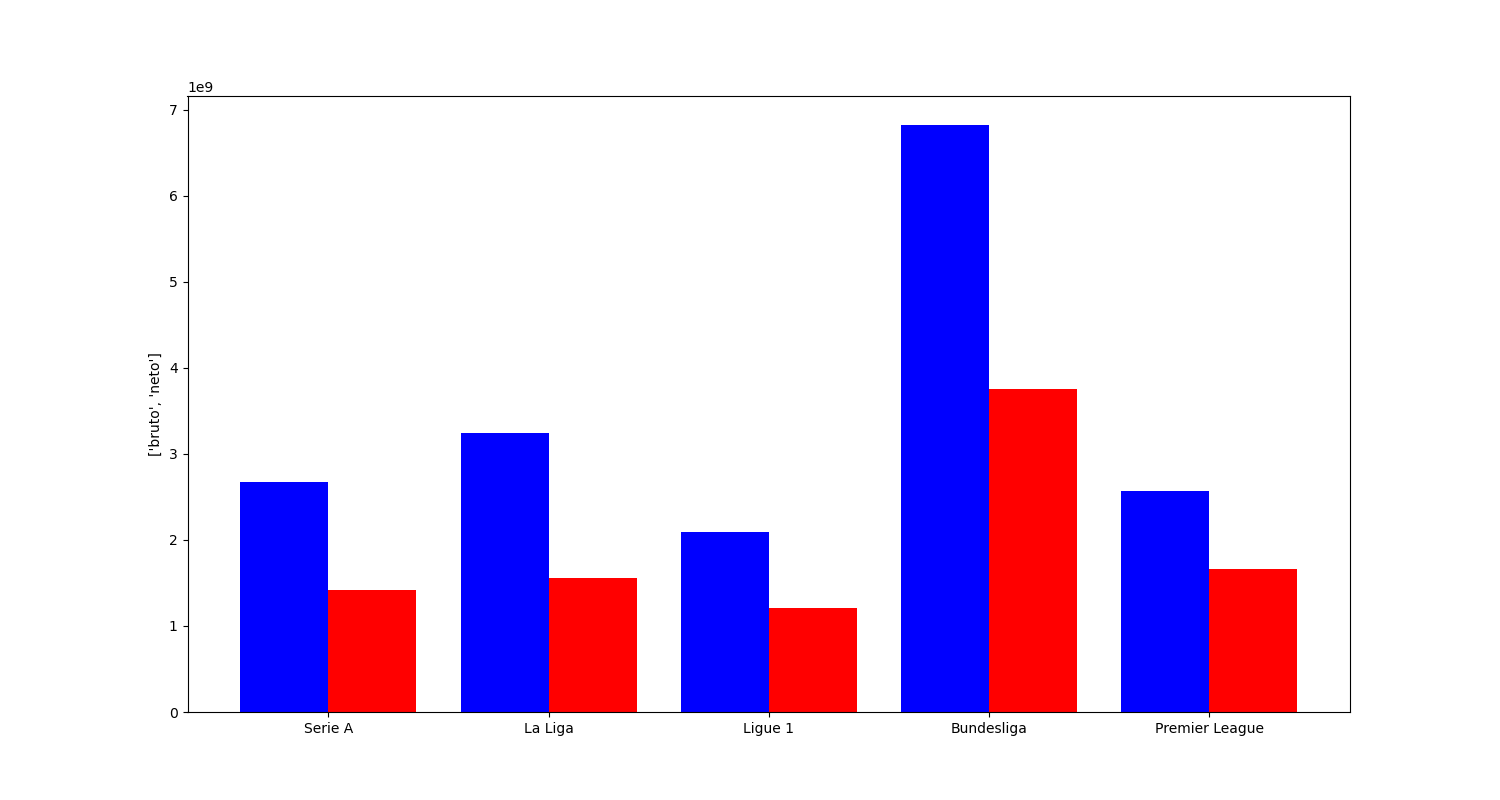 1e9
7
6
5
4
3
2
1
0
['bruto', 'neto']
Serie A
La Liga
Ligue 1
Bundesliga
Premier League